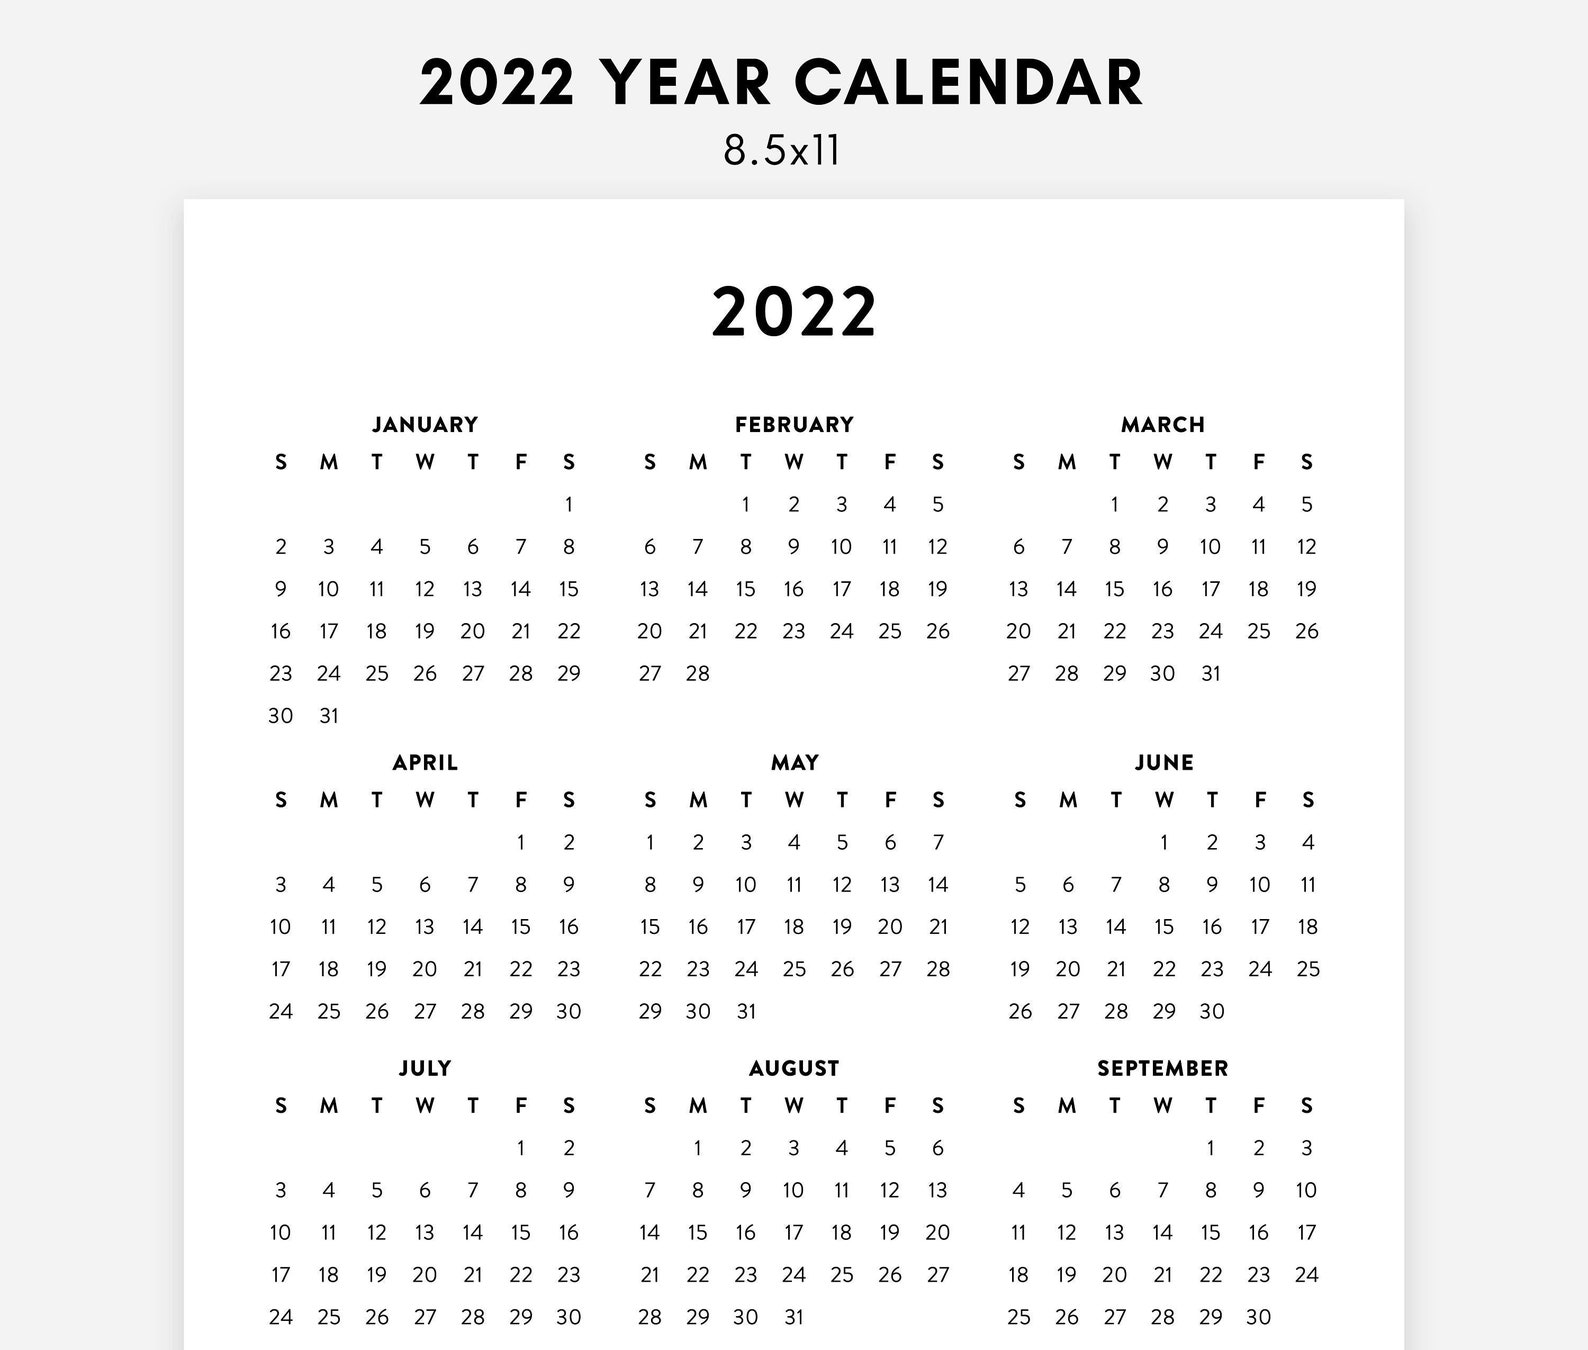 2022 YEAR CALENDAR
8.5x11
2022
JANUARY
S M T W T F S
1
2 3 4 5 6 7 8
9 10 11 12 13 14 15
16 17 18 19 20 21 22
23 24 25 26 27 28 29
30 31
FEBRUARY
S M T W T F S
1 2 3 4 5
6 7 8 9 10 11 12
13 14 15 16 17 18 19
20 21 22 23 24 25 26
27 28
MARCH
S M T W T F S
1 2 3 4 5
6 7 8 9 10 11 12
13 14 15 16 17 18 19
20 21 22 23 24 25 26
27 28 29 30 31
APRIL
S M T W T F S
1 2
3 4 5 6 7 8 9
10 11 12 13 14 15 16
17 18 19 20 21 22 23
24 25 26 27 28 29 30
MAY
S M T W T F S
1 2 3 4 5 6 7
8 9 10 11 12 13 14
15 16 17 18 19 20 21
22 23 24 25 26 27 28
29 30 31
JUNE
S M T W T F S
1 2 3 4
5 6 7 8 9 10 11
12 13 14 15 16 17 18
19 20 21 22 23 24 25
26 27 28 29 30
JULY
S M T W T F S
1 2
3 4 5 6 7 8 9
10 11 12 13 14 15 16
17 18 19 20 21 22 23
24 25 26 27 28 29 30
AUGUST
S M T W T F S
1 2 3 4 5 6
7 8 9 10 11 12 13
14 15 16 17 18 19 20
21 22 23 24 25 26 27
28 29 30 31
SEPTEMBER
S M T W T F S
1 2 3
4 5 6 7 8 9 10
11 12 13 14 15 16 17
18 19 20 21 22 23 24
25 26 27 28 29 30